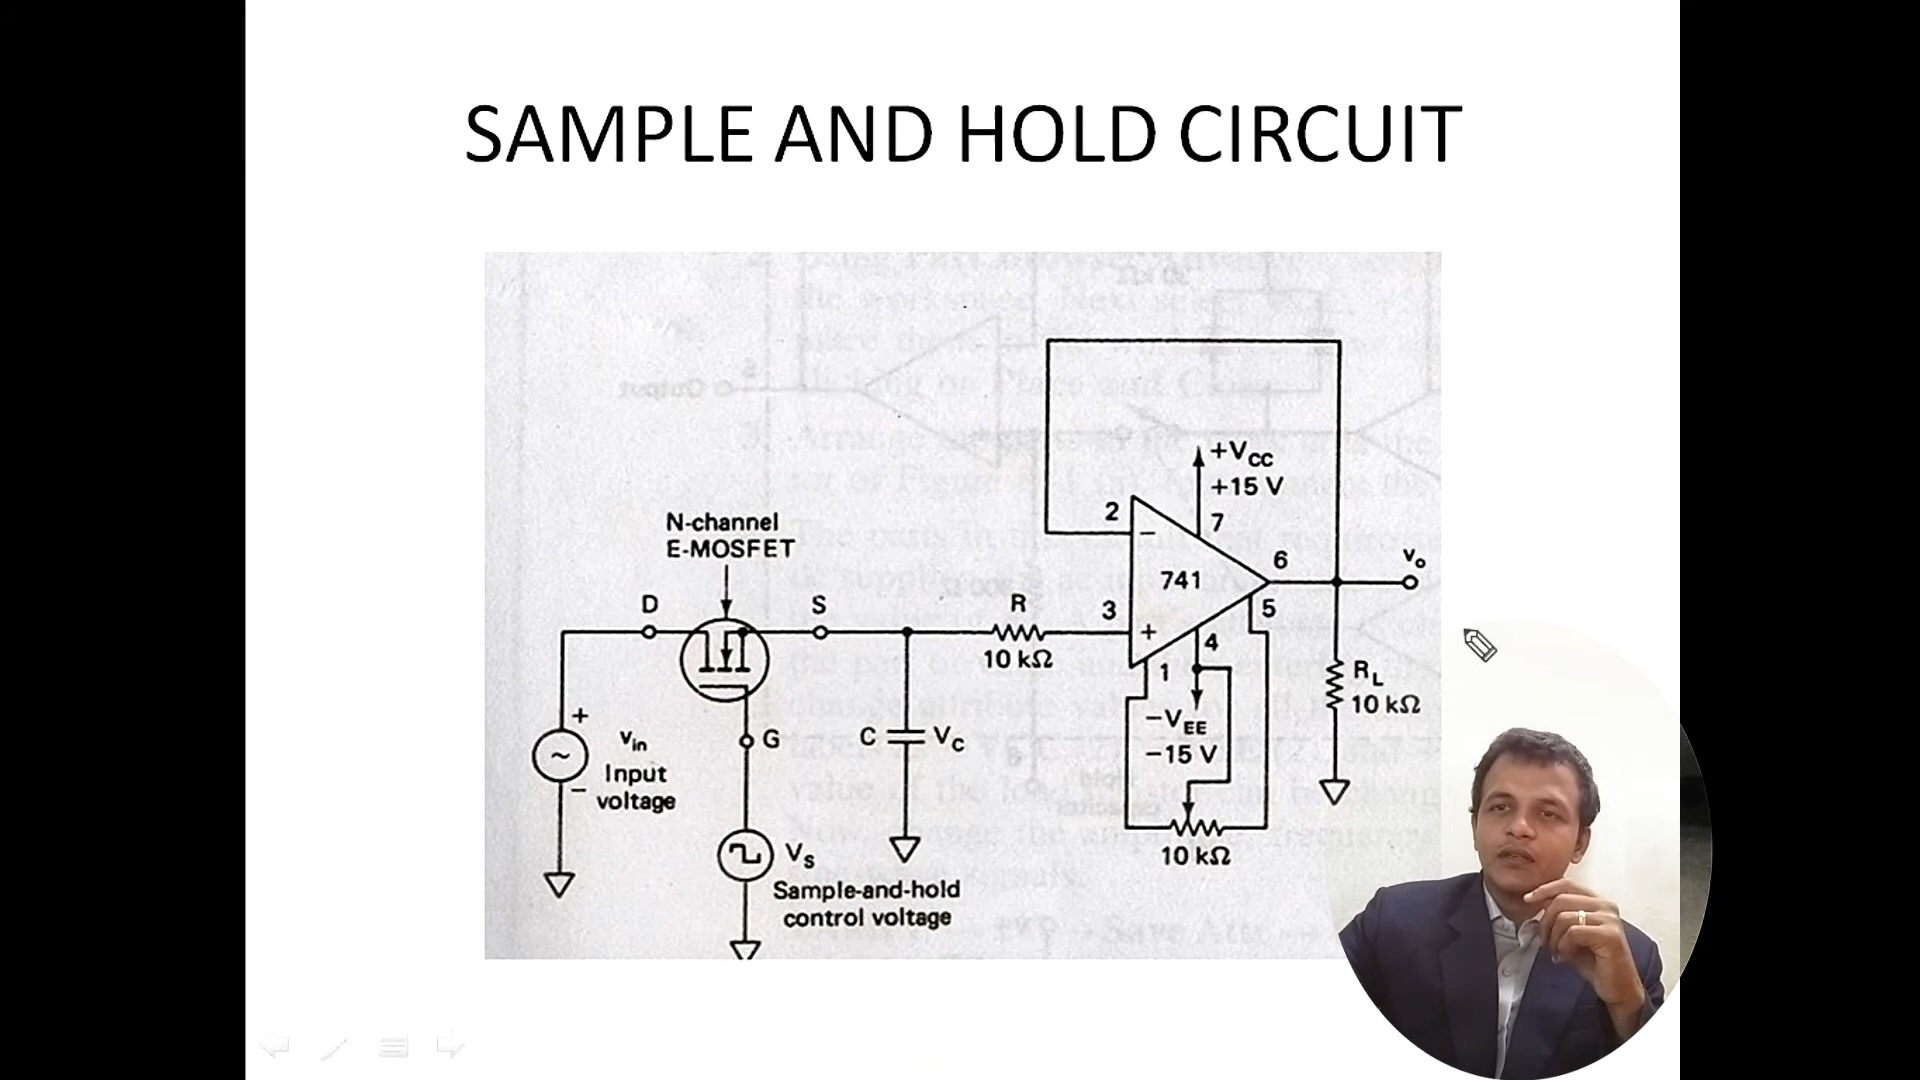 SAMPLE AND HOLD CIRCUIT
N-channel
E-MOSFET
D
S
R
10 kΩ
+
vin
Input
voltage
−
~
G
C
VC
VS
Sample-and-hold
control voltage
2
−
3
+
741
+VCC
+15 V
7
6
5
4
1
−VEE
−15 V
10 kΩ
vo
RL
10 kΩ